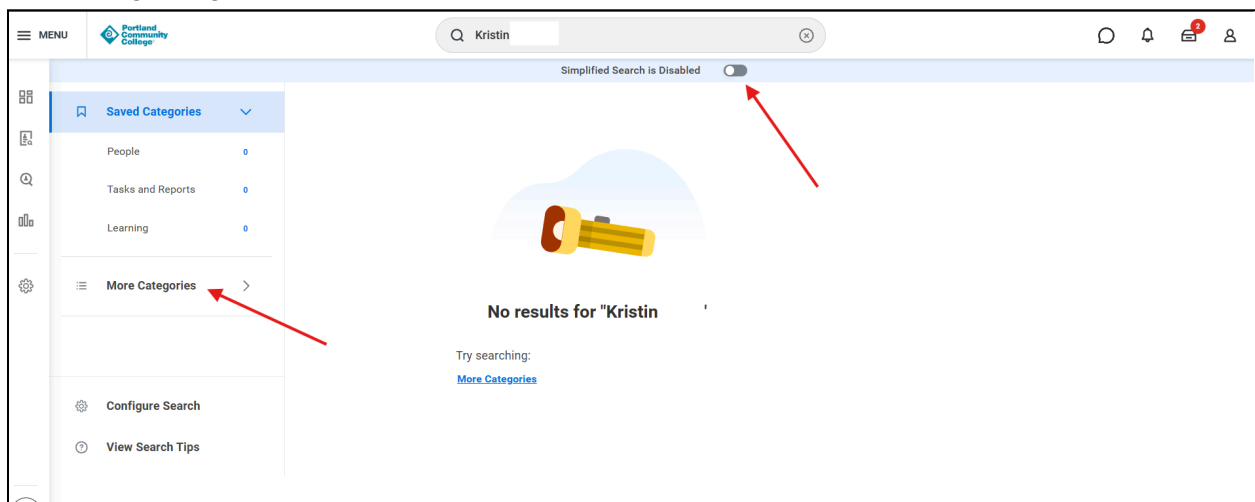 MENU
Portland
Community
College
Kristin
2
Simplified Search is Disabled
Saved Categories
People 0
Tasks and Reports 0
Learning 0
More Categories
No results for "Kristin '
Try searching:
More Categories
Configure Search
View Search Tips